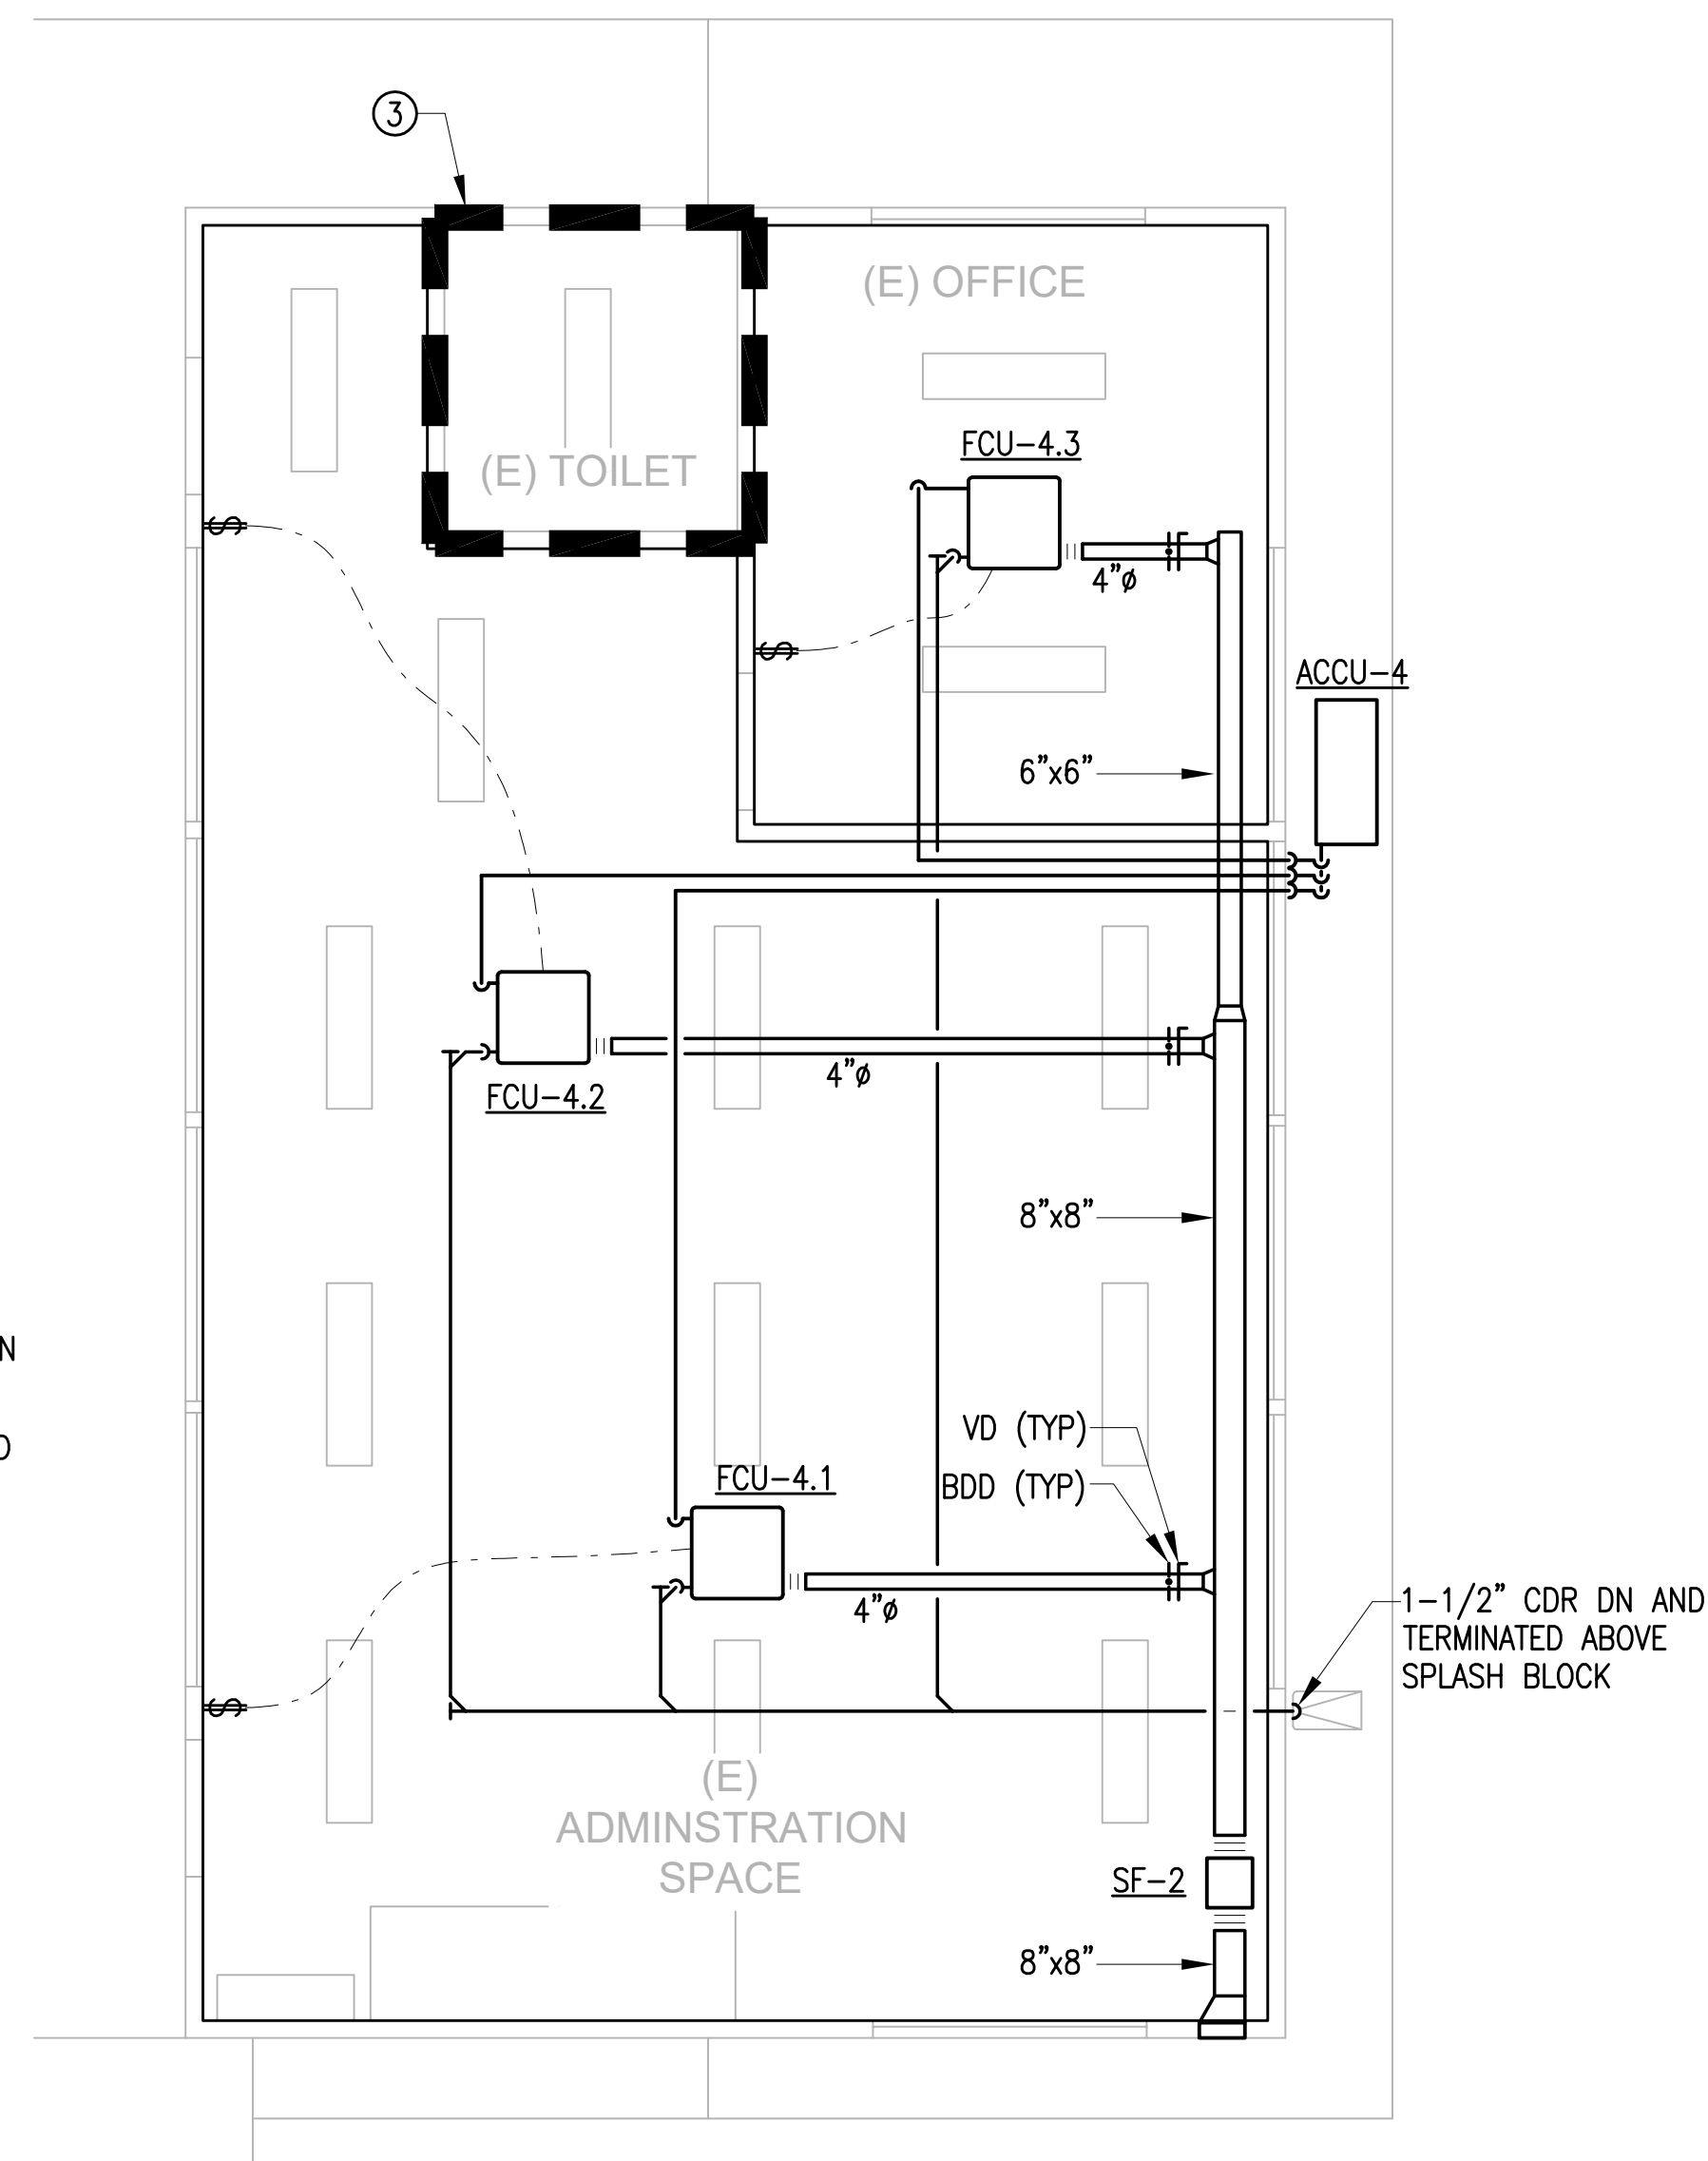 3
(E) OFFICE
(E) TOILET
FCU-4.3
4"ø
ACCU-4
6"x6"
4"ø
FCU-4.2
8"x8"
N
O
VD (TYP)
BDD (TYP)
FCU-4.1
4"ø
1-1/2" CDR DN AND
TERMINATED ABOVE
SPLASH BLOCK
(E)
ADMINSTRATION
SPACE
SF-2
8"x8"